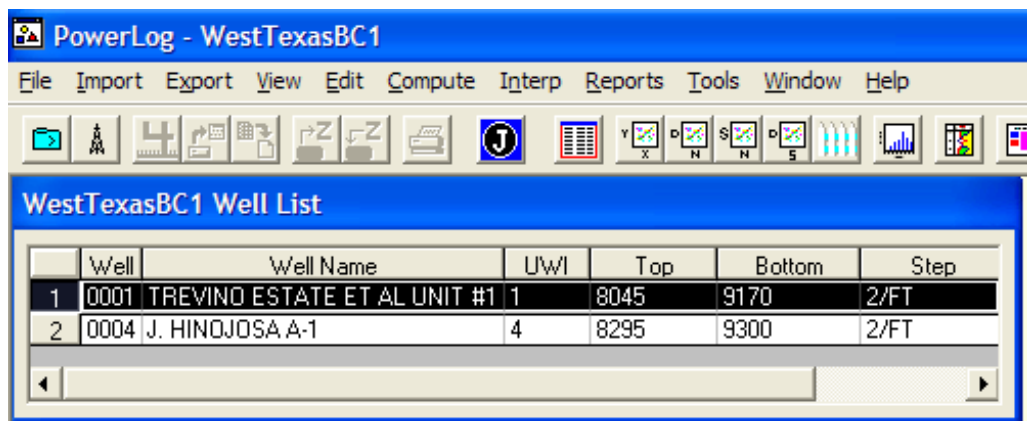 PowerLog - WestTexasBC1
File Import Export View Edit Compute Interp Reports Tools Window Help
Z Z J Y X D N S N D S
WestTexasBC1 Well List
Well Well Name UWI Top Bottom Step
1 0001 TREVINO ESTATE ET AL UNIT #1 1 8045 9170 2/FT
2 0004 J. HINOJOSA A-1 4 8295 9300 2/FT